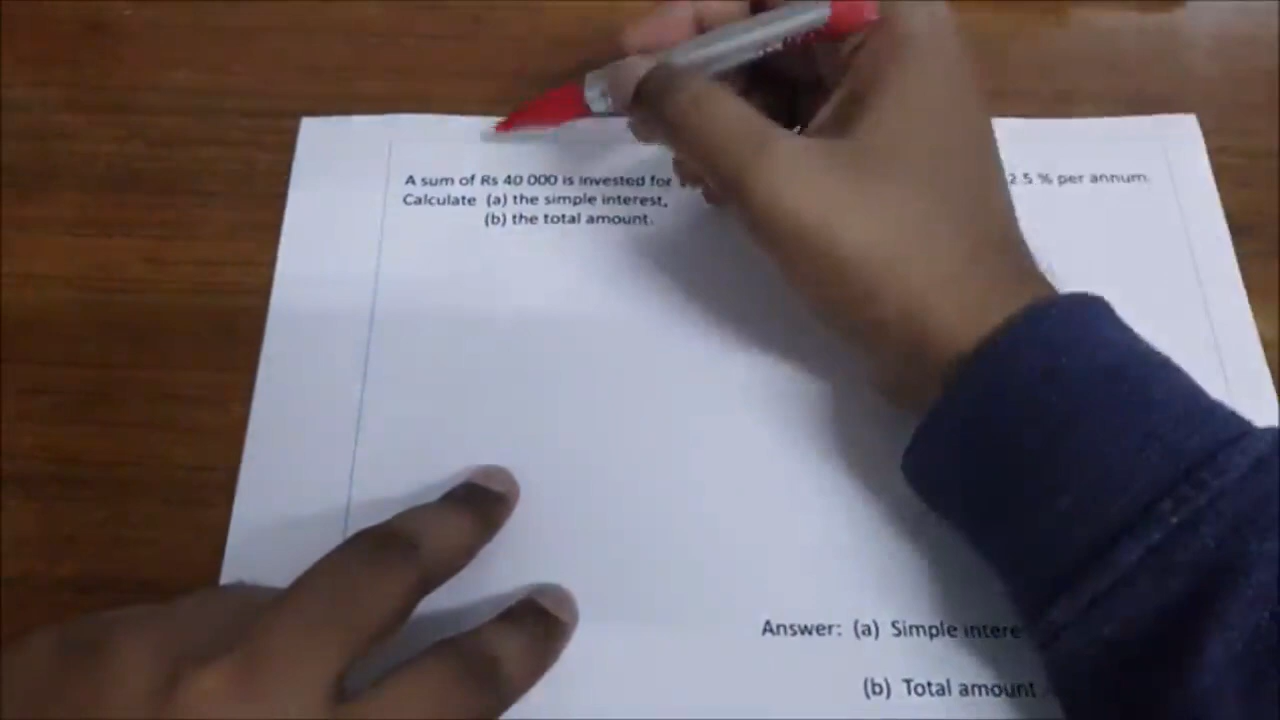 A sum of Rs 40 000 is invested for 2.5 % per annum.
Calculate (a) the simple interest,
(b) the total amount.
Answer: (a) Simple
(b) Total amount